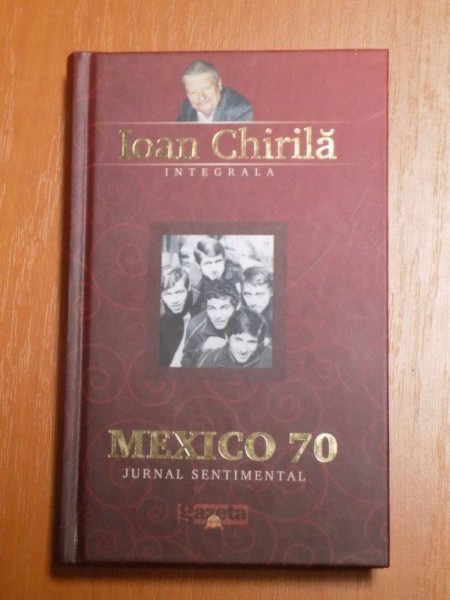 Ioan Chirilă
INTEGRALA
MEXICO 70
JURNAL SENTIMENTAL
gazeta